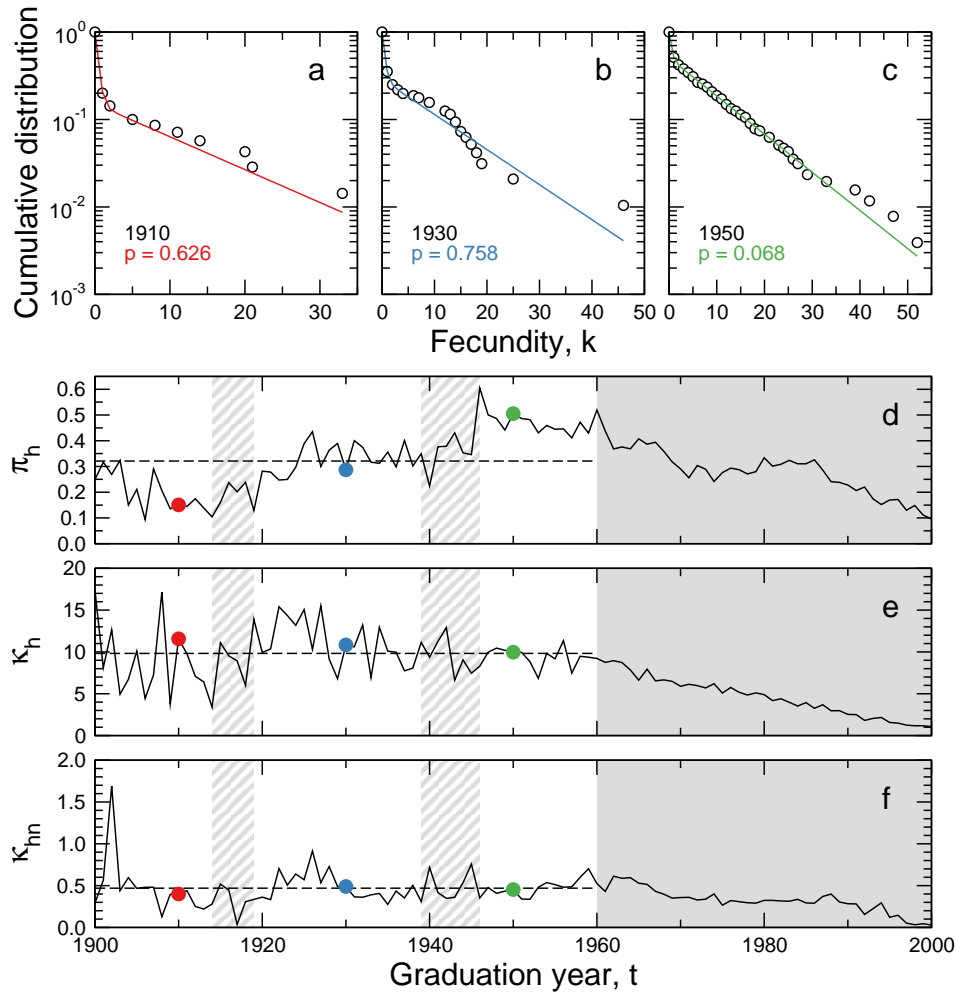 Cumulative distribution
10^0
10^-1
10^-2
10^-3
a
1910
p = 0.626
0 10 20 30
b
1930
p = 0.758
0 10 20 30 40
c
1950
p = 0.068
0 10 20 30 40 50
Fecundity, k
π_h
0.6
0.5
0.4
0.3
0.2
0.1
0.0
d
κ_h
20
15
10
5
0
e
κ_hn
2.0
1.5
1.0
0.5
0.0
f
1900 1920 1940 1960 1980 2000
Graduation year, t